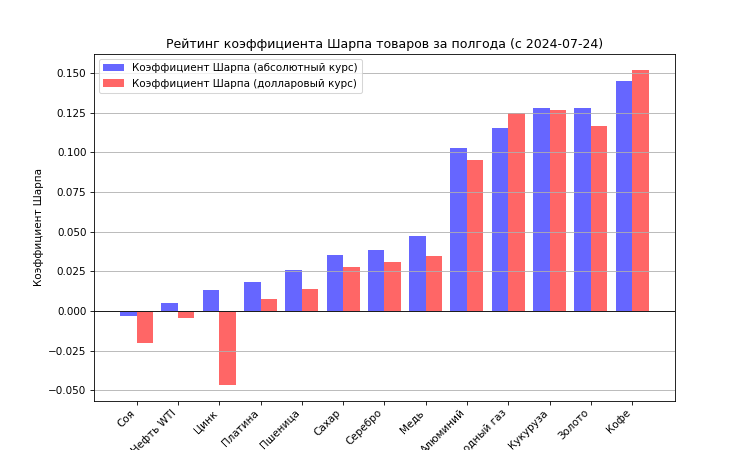 Рейтинг коэффициента Шарпа товаров за полгода (с 2024-07-24)
Коэффициент Шарпа (абсолютный курс)
Коэффициент Шарпа (долларовый курс)
Коэффициент Шарпа
0.150
0.125
0.100
0.075
0.050
0.025
0.000
−0.025
−0.050
Соя
Нефть WTI
Цинк
Платина
Пшеница
Сахар
Серебро
Медь
Алюминий
газ
Кукуруза
Золото
Кофе